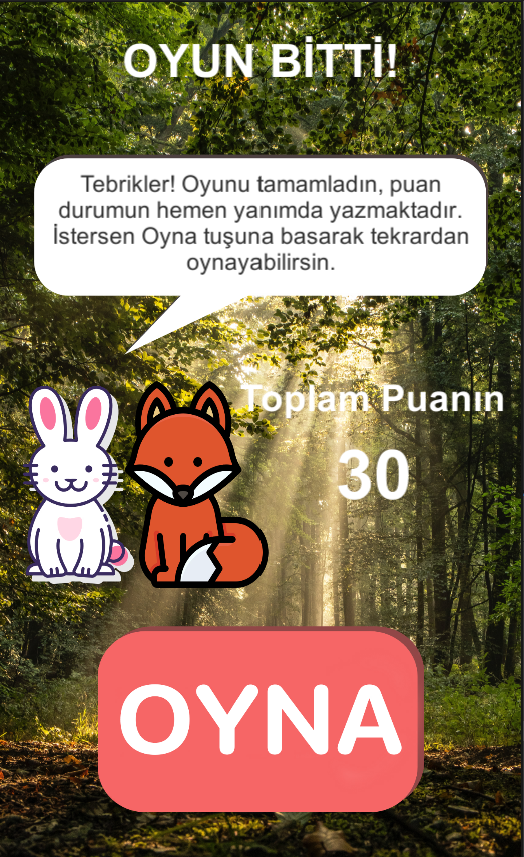 OYUN BİTTİ!
Tebrikler! Oyunu tamamladın, puan
durumun hemen yanımda yazmaktadır.
İstersen Oyna tuşuna basarak tekrardan
oynayabilirsin.
Toplam Puanın
30
OYNA